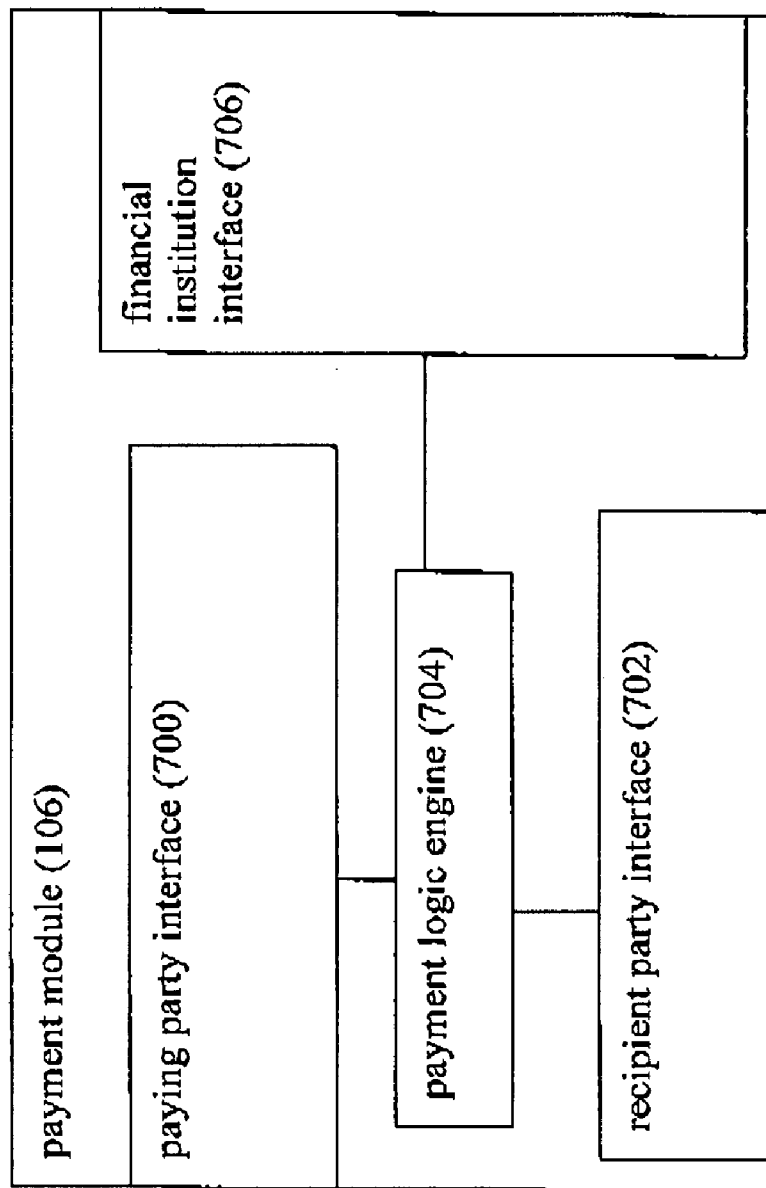 payment module (106)
paying party interface (700)
payment logic engine (704)
recipient party interface (702)
financial
institution
interface (706)